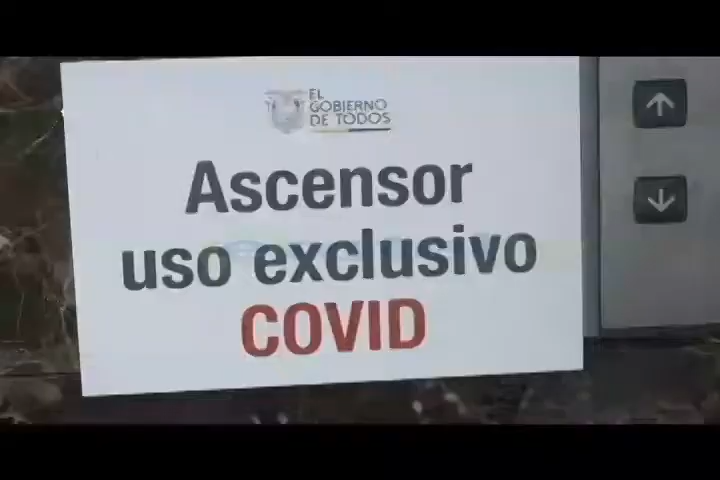 EL
GOBIERNO
DE TODOS
Ascensor
uso exclusivo
COVID